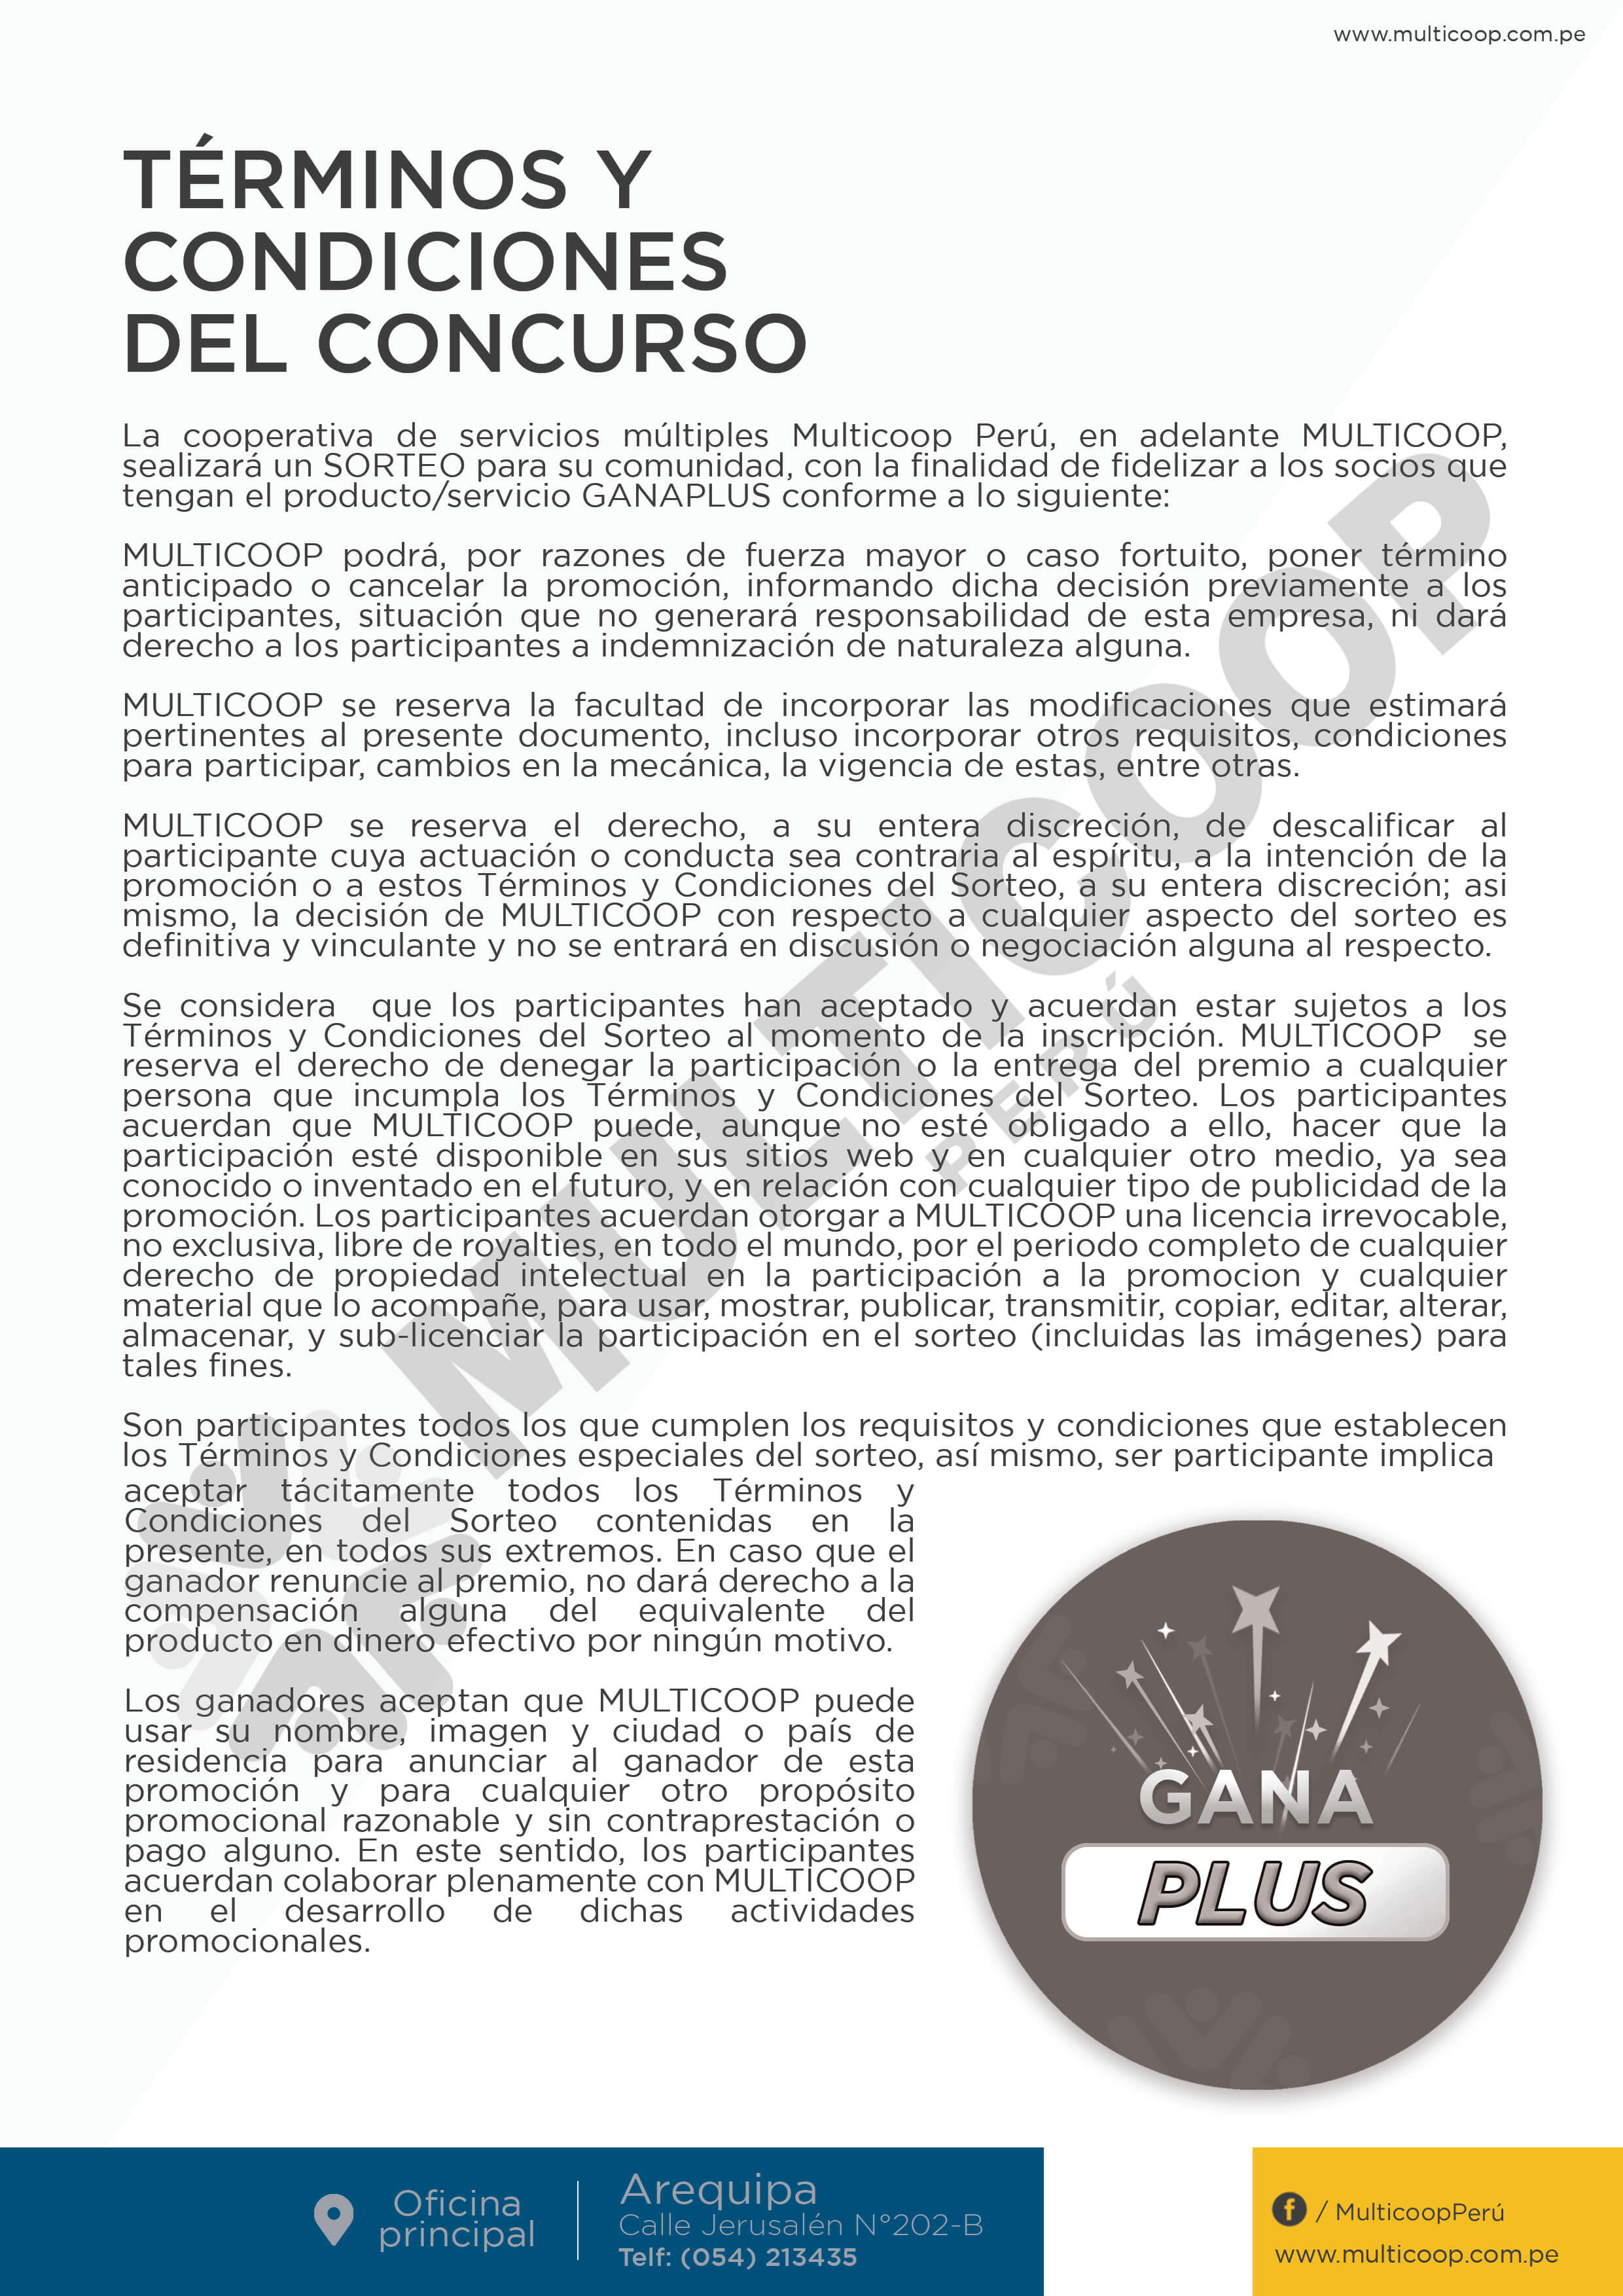 www.multicoop.com.pe
TÉRMINOS Y
CONDICIONES
DEL CONCURSO
La cooperativa de servicios múltiples Multicoop Perú, en adelante MULTICOOP,
sealizará un SORTEO para su comunidad, con la finalidad de fidelizar a los socios que
tengan el producto/servicio GANAPLUS conforme a lo siguiente:
MULTICOOP podrá, por razones de fuerza mayor o caso fortuito, poner término
anticipado o cancelar la promoción, informando dicha decisión previamente a los
participantes, situación que no generará responsabilidad de esta empresa, ni dará
derecho a los participantes a indemnización de naturaleza alguna.
MULTICOOP se reserva la facultad de incorporar las modificaciones que estimará
pertinentes al presente documento, incluso incorporar otros requisitos, condiciones
para participar, cambios en la mecánica, la vigencia de estas, entre otras.
MULTICOOP se reserva el derecho, a su entera discreción, de descalificar al
participante cuya actuación o conducta sea contraria al espíritu, a la intención de la
promoción o a estos Términos y Condiciones del Sorteo, a su entera discreción; asi
mismo, la decisión de MULTICOOP con respecto a cualquier aspecto del sorteo es
definitiva y vinculante y no se entrará en discusión o negociación alguna al respecto.
Se considera que los participantes han aceptado y acuerdan estar sujetos a los
Términos y Condiciones del Sorteo al momento de la inscripción. MULTICOOP se
reserva el derecho de denegar la participación o la entrega del premio a cualquier
persona que incumpla los Términos y Condiciones del Sorteo. Los participantes
acuerdan que MULTICOOP puede, aunque no esté obligado a ello, hacer que la
participación esté disponible en sus sitios web y en cualquier otro medio, ya sea
conocido o inventado en el futuro, y en relación con cualquier tipo de publicidad de la
promoción. Los participantes acuerdan otorgar a MULTICOOP una licencia irrevocable,
no exclusiva, libre de royalties, en todo el mundo, por el periodo completo de cualquier
derecho de propiedad intelectual en la participación a la promocion y cualquier
material que lo acompañe, para usar, mostrar, publicar, transmitir, copiar, editar, alterar,
almacenar, y sub-licenciar la participación en el sorteo (incluidas las imágenes) para
tales fines.
Son participantes todos los que cumplen los requisitos y condiciones que establecen
los Términos y Condiciones especiales del sorteo, así mismo, ser participante implica
aceptar tácitamente todos los Términos y
Condiciones del Sorteo contenidas en la
presente, en todos sus extremos. En caso que el
ganador renuncie al premio, no dará derecho a la
compensación alguna del equivalente del
producto en dinero efectivo por ningún motivo.
Los ganadores aceptan que MULTICOOP puede
usar su nombre, imagen y ciudad o país de
residencia para anunciar al ganador de esta
promoción y para cualquier otro propósito
promocional razonable y sin contraprestación o
pago alguno. En este sentido, los participantes
acuerdan colaborar plenamente con MULTICOOP
en el desarrollo de dichas actividades
promocionales.
MULTICOOP
PERÚ
GANA
PLUS
Oficina
principal
Arequipa
Calle Jerusalén N°202-B
Telf: (054) 213435
f / MulticoopPerú
www.multicoop.com.pe